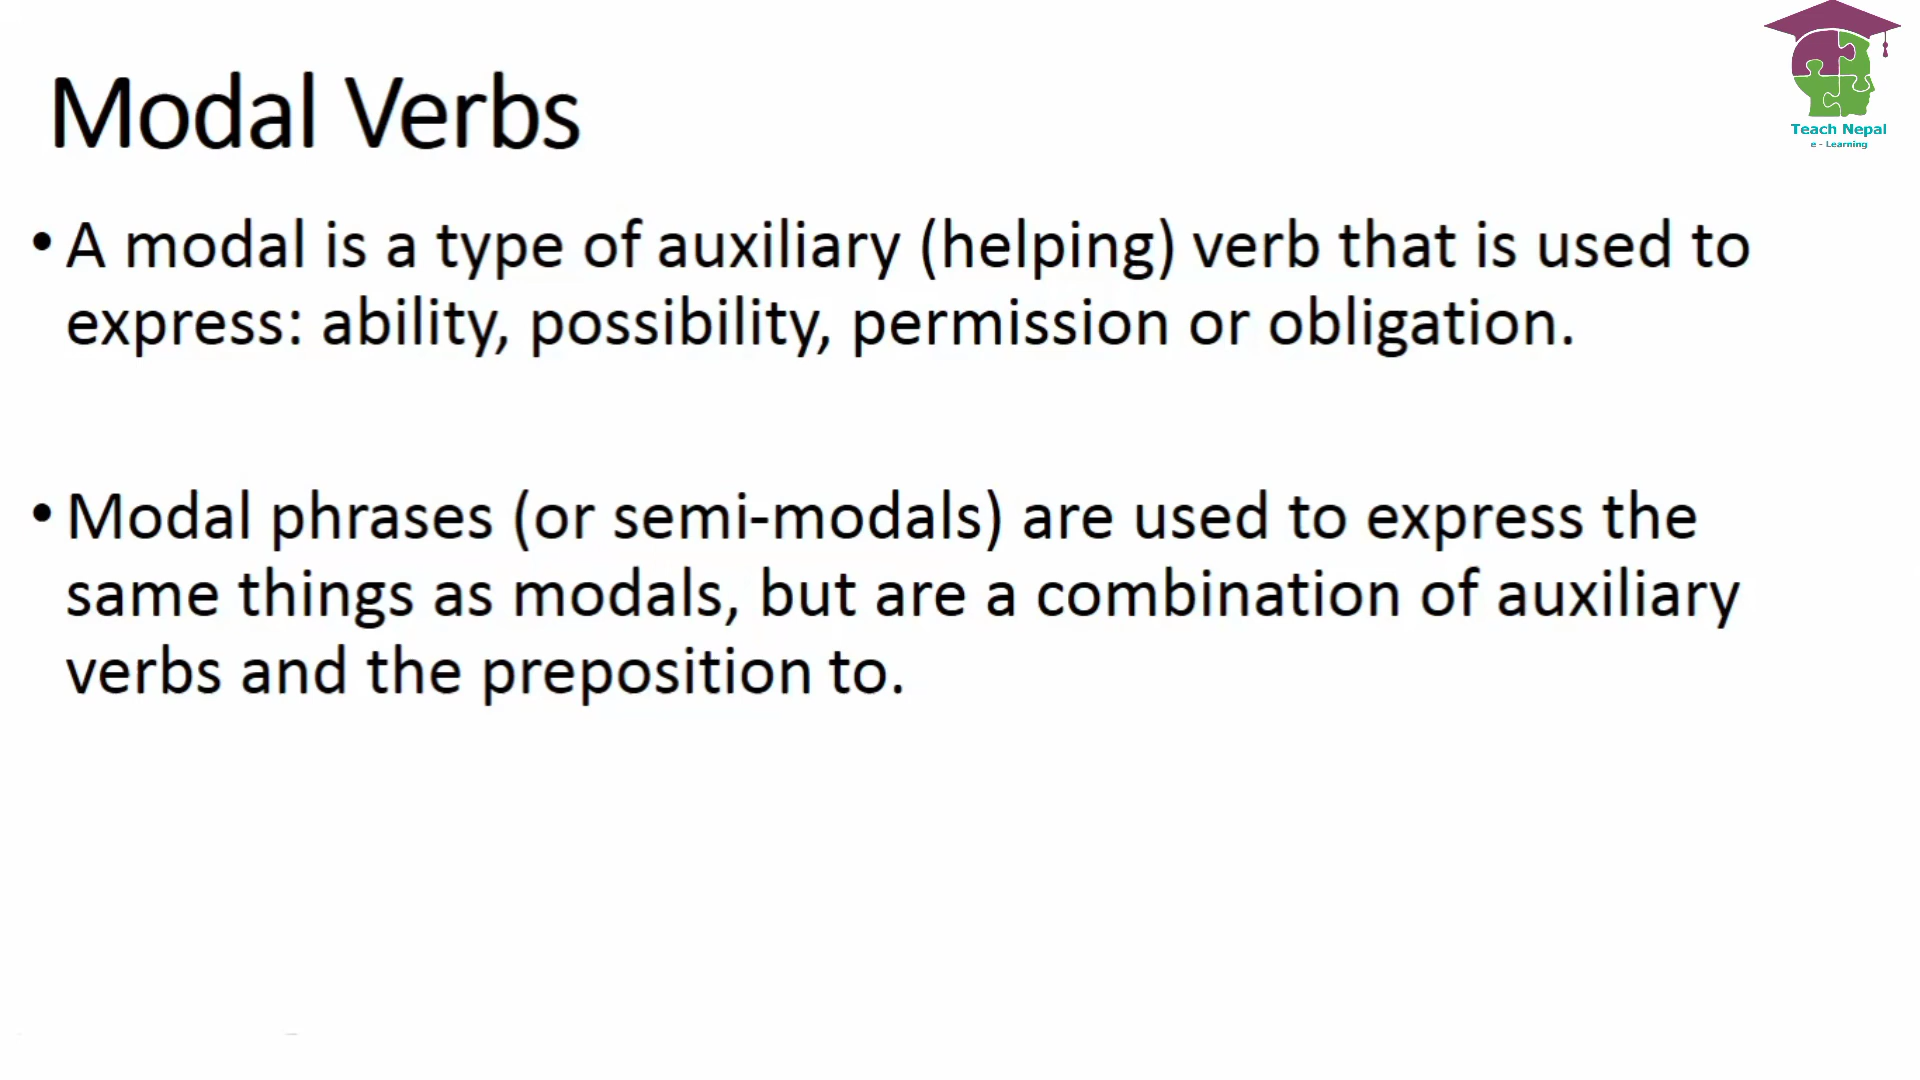 Modal Verbs
Teach Nepal
e - Learning
• A modal is a type of auxiliary (helping) verb that is used to
express: ability, possibility, permission or obligation.
• Modal phrases (or semi-modals) are used to express the
same things as modals, but are a combination of auxiliary
verbs and the preposition to.